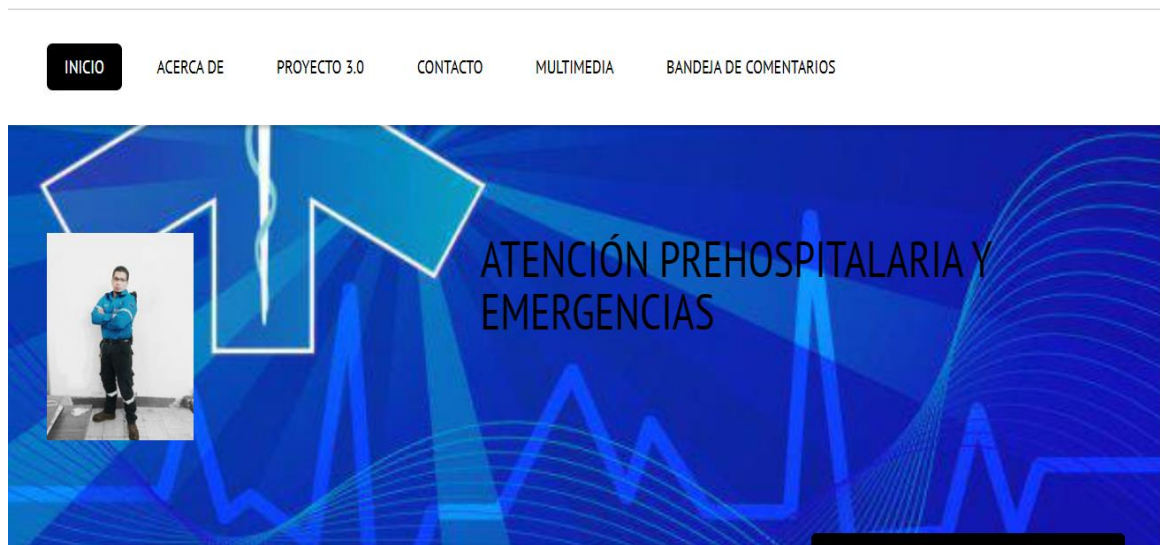 INICIO
ACERCA DE
PROYECTO 3.0
CONTACTO
MULTIMEDIA
BANDEJA DE COMENTARIOS
ATENCIÓN PREHOSPITALARIA Y
EMERGENCIAS